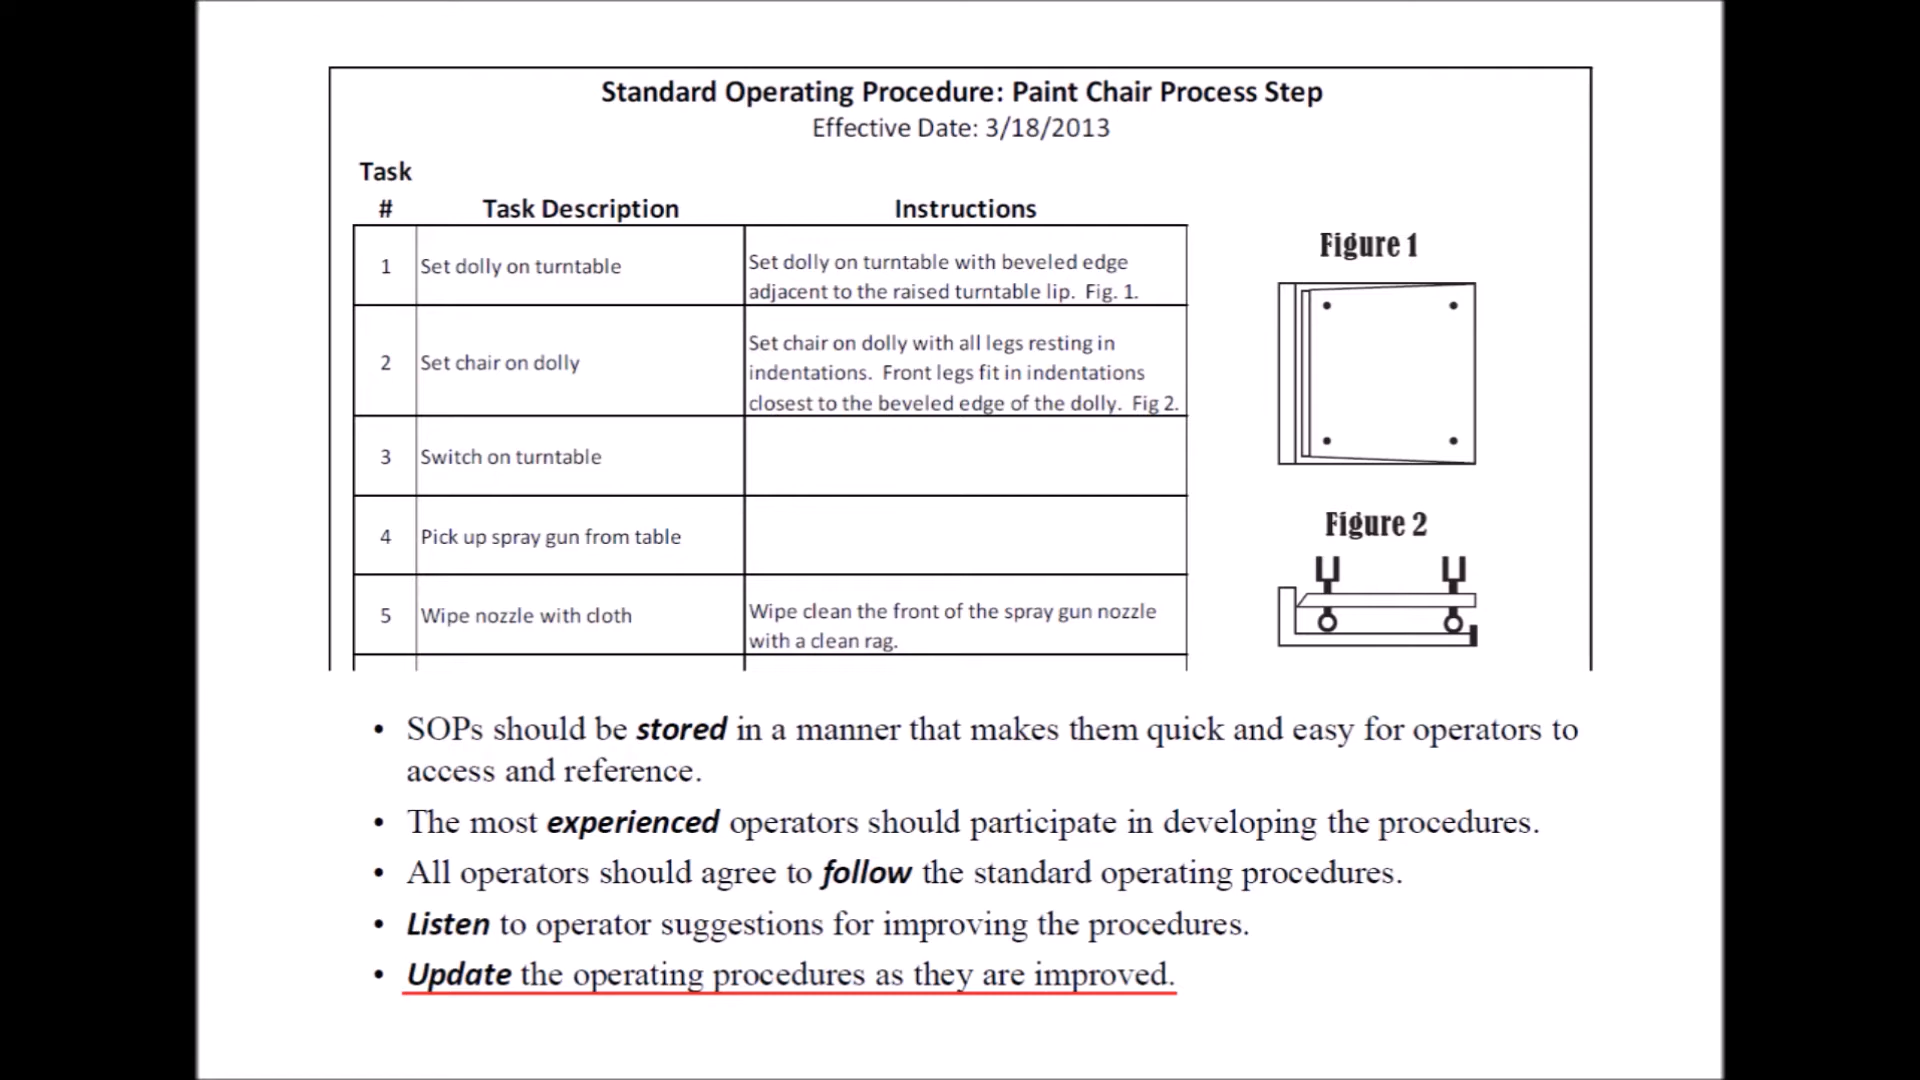 Standard Operating Procedure: Paint Chair Process Step
Effective Date: 3/18/2013
Task
# Task Description Instructions
1 Set dolly on turntable Set dolly on turntable with beveled edge
adjacent to the raised turntable lip. Fig. 1.
2 Set chair on dolly Set chair on dolly with all legs resting in
indentations. Front legs fit in indentations
closest to the beveled edge of the dolly. Fig 2.
3 Switch on turntable
4 Pick up spray gun from table
5 Wipe nozzle with cloth Wipe clean the front of the spray gun nozzle
with a clean rag.
Figure 1
Figure 2
• SOPs should be stored in a manner that makes them quick and easy for operators to
access and reference.
• The most experienced operators should participate in developing the procedures.
• All operators should agree to follow the standard operating procedures.
• Listen to operator suggestions for improving the procedures.
• Update the operating procedures as they are improved.